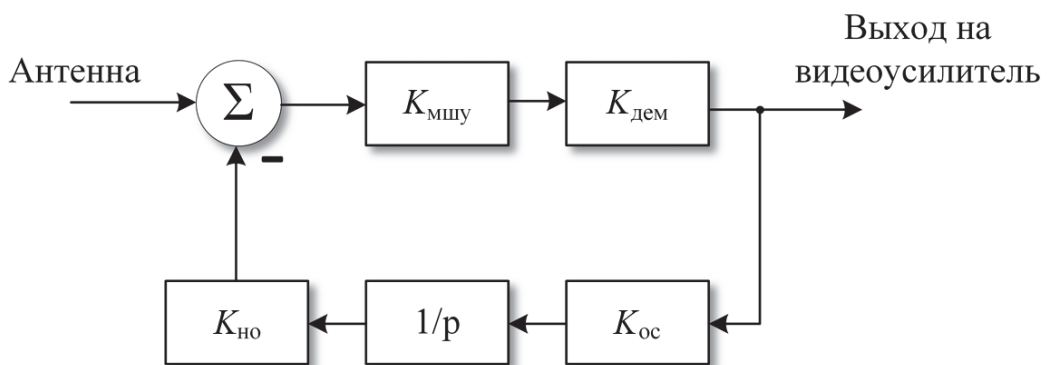 Выход на
видеоусилитель
Антенна
Σ
Kмшу
Kдем
-
Kно
1/p
Kос